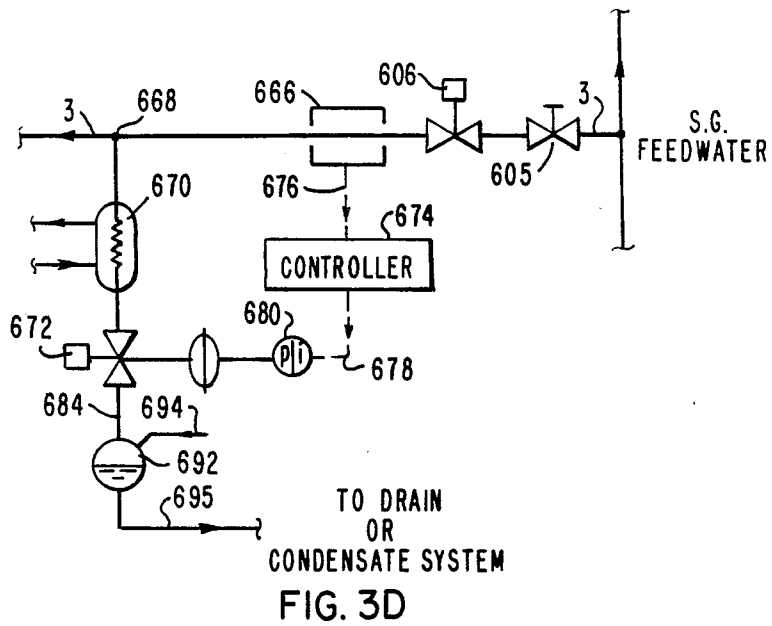 606
3
668
666
3
S.G.
FEEDWATER
605
676
670
674
CONTROLLER
680
672
p/i
678
684
694
692
695
TO DRAIN
OR
CONDENSATE SYSTEM
FIG. 3D